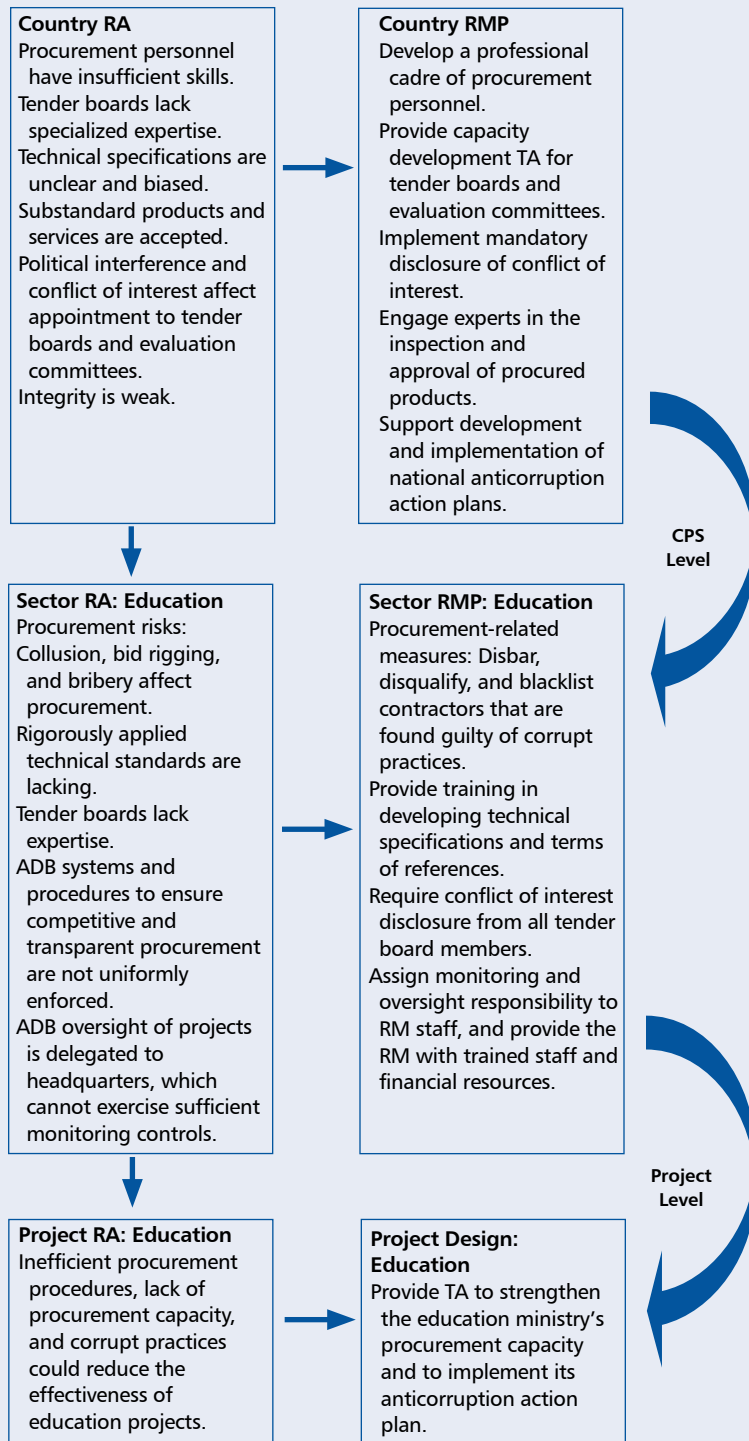 Country RA
Procurement personnel
have insufficient skills.
Tender boards lack
specialized expertise.
Technical specifications are
unclear and biased.
Substandard products and
services are accepted.
Political interference and
conflict of interest affect
appointment to tender
boards and evaluation
committees.
Integrity is weak.
Country RMP
Develop a professional
cadre of procurement
personnel.
Provide capacity
development TA for
tender boards and
evaluation committees.
Implement mandatory
disclosure of conflict of
interest.
Engage experts in the
inspection and
approval of procured
products.
Support development
and implementation of
national anticorruption
action plans.
CPS
Level
Sector RA: Education
Procurement risks:
Collusion, bid rigging,
and bribery affect
procurement.
Rigorously applied
technical standards are
lacking.
Tender boards lack
expertise.
ADB systems and
procedures to ensure
competitive and
transparent procurement
are not uniformly
enforced.
ADB oversight of projects
is delegated to
headquarters, which
cannot exercise sufficient
monitoring controls.
Sector RMP: Education
Procurement-related
measures: Disbar,
disqualify, and blacklist
contractors that are
found guilty of corrupt
practices.
Provide training in
developing technical
specifications and terms
of references.
Require conflict of interest
disclosure from all tender
board members.
Assign monitoring and
oversight responsibility to
RM staff, and provide the
RM with trained staff and
financial resources.
Project
Level
Project RA: Education
Inefficient procurement
procedures, lack of
procurement capacity,
and corrupt practices
could reduce the
effectiveness of
education projects.
Project Design:
Education
Provide TA to strengthen
the education ministry's
procurement capacity
and to implement its
anticorruption action
plan.